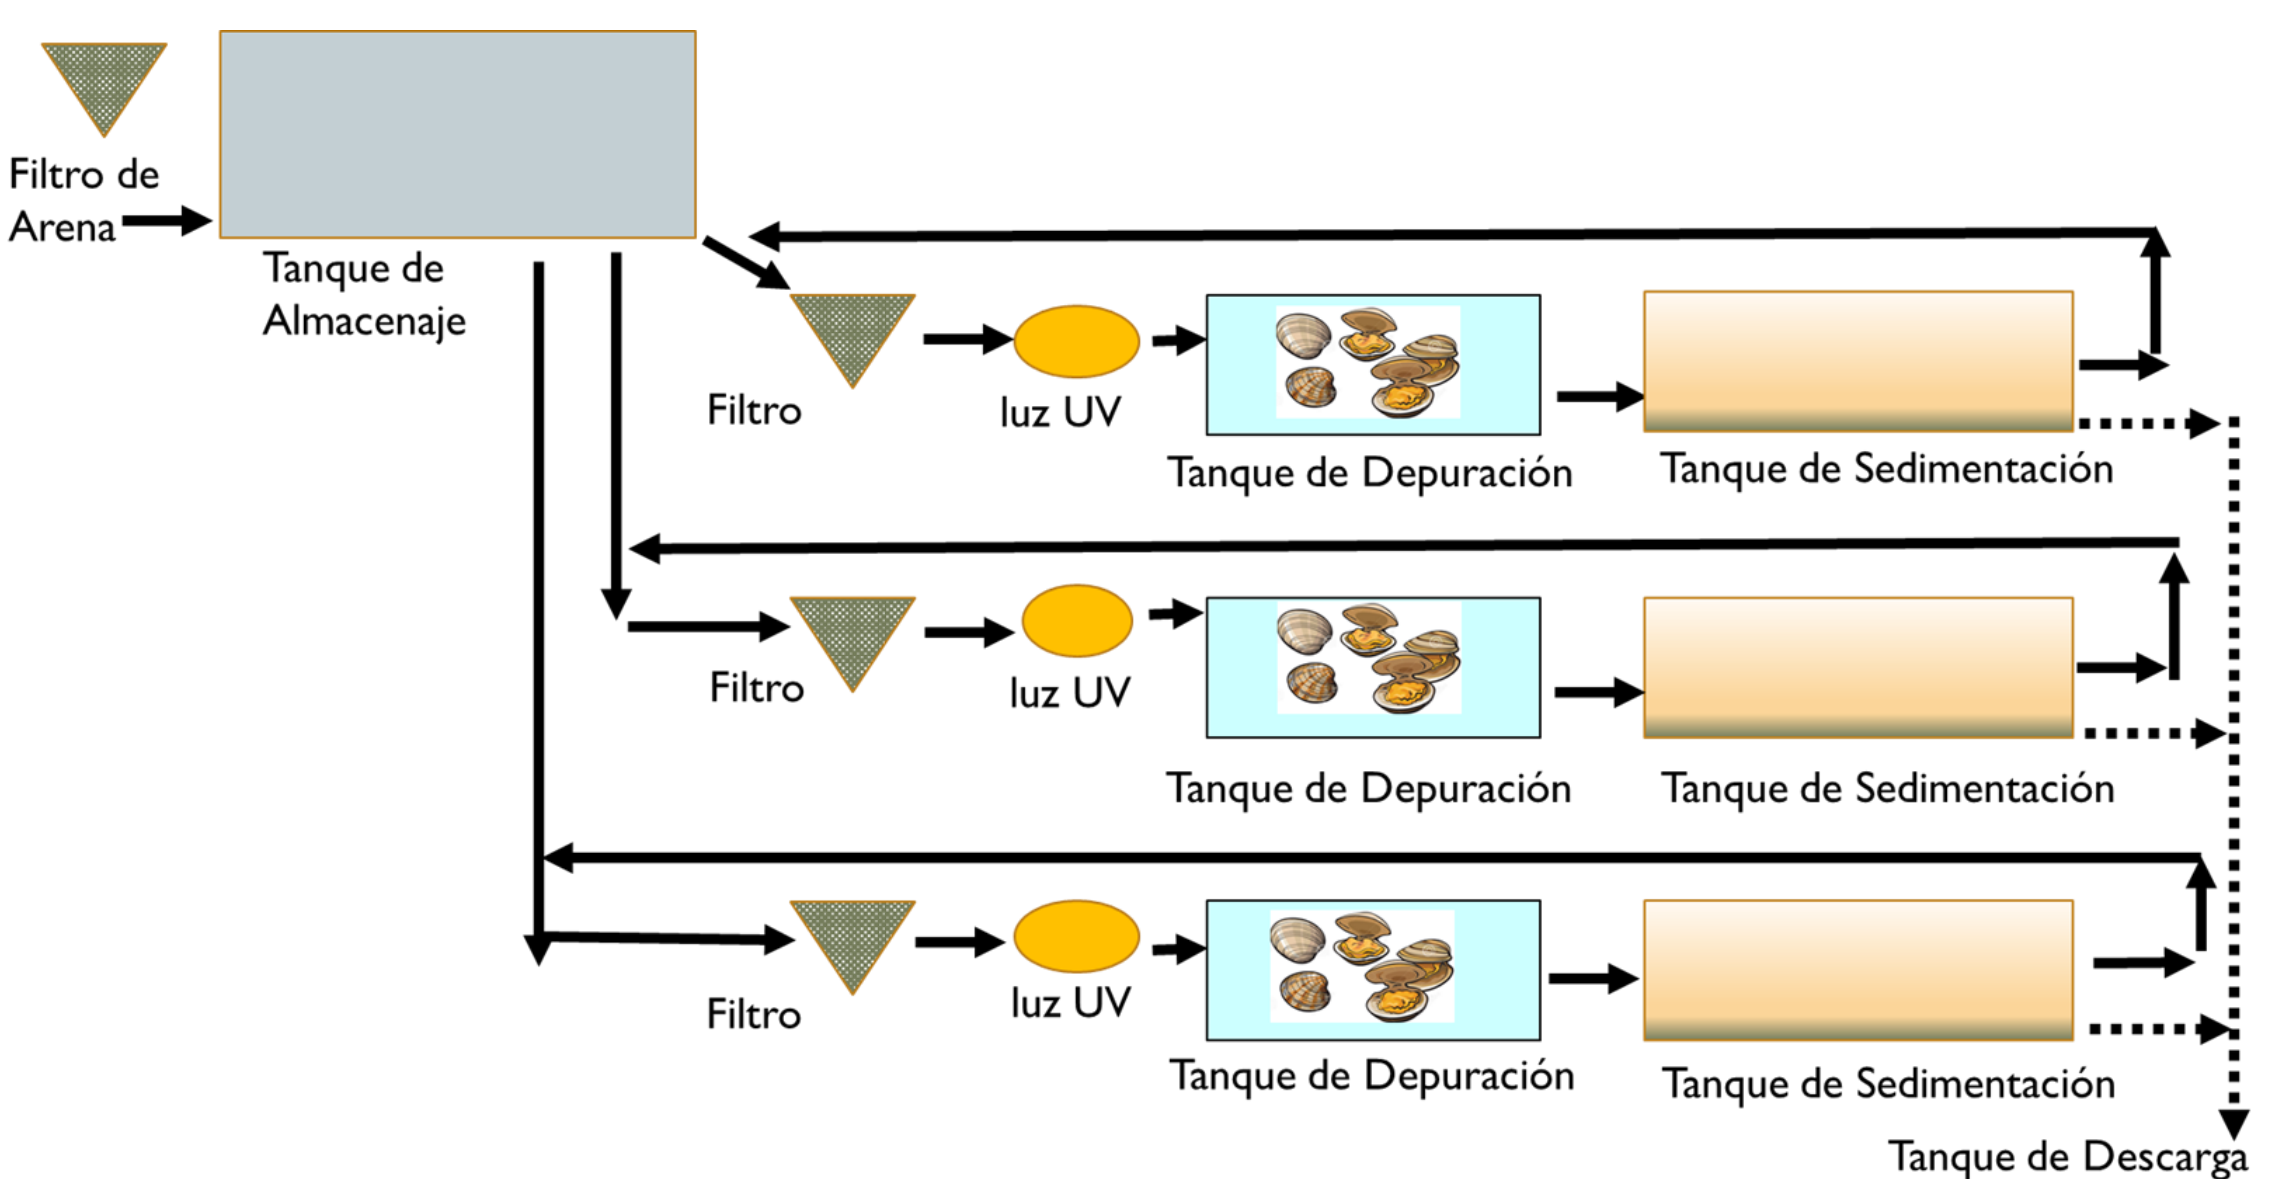 Filtro de
Arena
Tanque de
Almacenaje
Filtro
luz UV
Tanque de Depuración
Tanque de Sedimentación
Filtro
luz UV
Tanque de Depuración
Tanque de Sedimentación
Filtro
luz UV
Tanque de Depuración
Tanque de Sedimentación
Tanque de Descarga